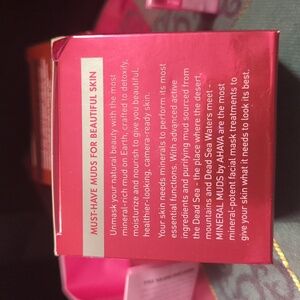 MUST-HAVE MUDS FOR BEAUTIFUL SKIN
Unmask your natural beauty with the most
mineral-rich mud on Earth, crafted to detoxify,
moisturize and nourish to give you beautiful,
healthier-looking, camera-ready skin.
Your skin needs minerals to perform its most
essential functions. With advanced active
ingredients and purifying mud sourced from
the Dead Sea - the place where the desert,
mountains and Dead Sea Waters meet -
MINERAL MUDS by AHAVA are the most
mineral-potent facial mask treatments to
give your skin what it needs to look its best.